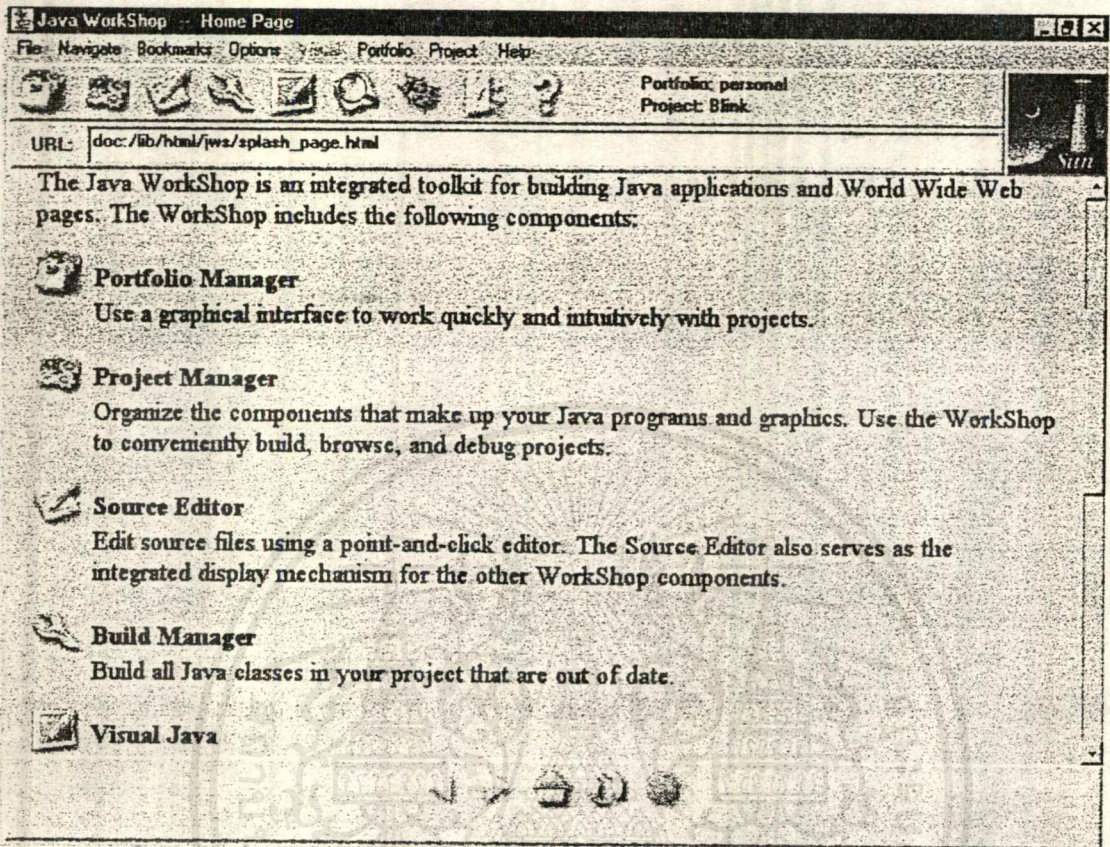 Java WorkShop -- Home Page
File Navigate Bookmarks Options Visual Portfolio Project Help
Portfolio: personal
Project: Blink
URL: doc:/lib/html/jws/splash_page.html
Sun
The Java WorkShop is an integrated toolkit for building Java applications and World Wide Web
pages. The WorkShop includes the following components:
Portfolio Manager
Use a graphical interface to work quickly and intuitively with projects.
Project Manager
Organize the components that make up your Java programs and graphics. Use the WorkShop
to conveniently build, browse, and debug projects.
Source Editor
Edit source files using a point-and-click editor. The Source Editor also serves as the
integrated display mechanism for the other WorkShop components.
Build Manager
Build all Java classes in your project that are out of date.
Visual Java